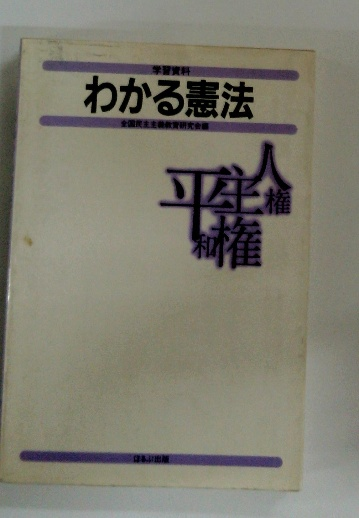 学習資料
わかる憲法
全国民主主義教育研究会編
人権
主権
平和
ほるぷ出版